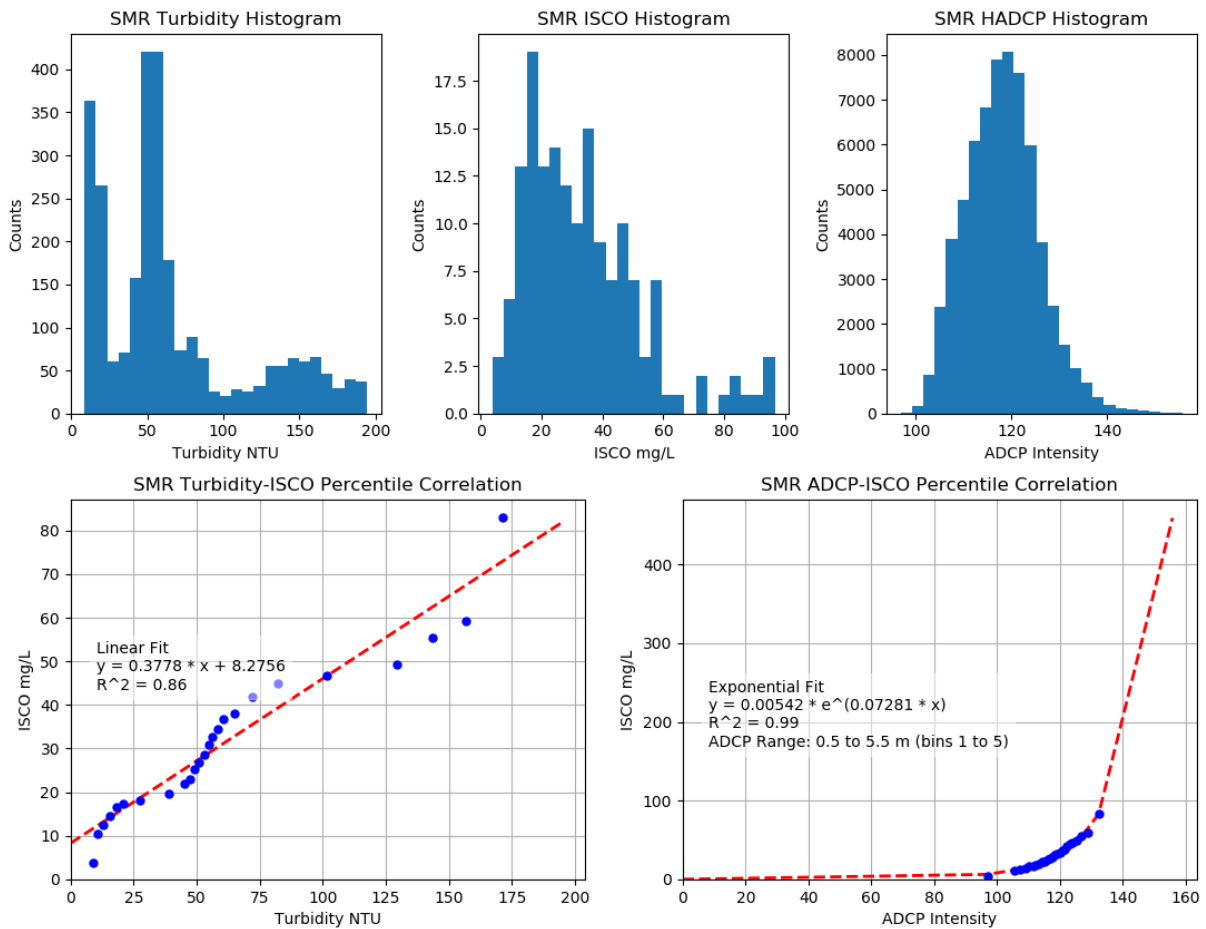 SMR Turbidity Histogram
400
350
300
250
200
150
100
50
0
Counts
0 50 100 150 200
Turbidity NTU
SMR ISCO Histogram
17.5
15.0
12.5
10.0
7.5
5.0
2.5
0.0
Counts
0 20 40 60 80 100
ISCO mg/L
SMR HADCP Histogram
8000
7000
6000
5000
4000
3000
2000
1000
0
Counts
100 120 140
ADCP Intensity
SMR Turbidity-ISCO Percentile Correlation
80
70
60
50
40
30
20
10
0
ISCO mg/L
Linear Fit
y = 0.3778 * x + 8.2756
R^2 = 0.86
0 25 50 75 100 125 150 175 200
Turbidity NTU
SMR ADCP-ISCO Percentile Correlation
400
300
200
100
0
ISCO mg/L
Exponential Fit
y = 0.00542 * e^(0.07281 * x)
R^2 = 0.99
ADCP Range: 0.5 to 5.5 m (bins 1 to 5)
0 20 40 60 80 100 120 140 160
ADCP Intensity